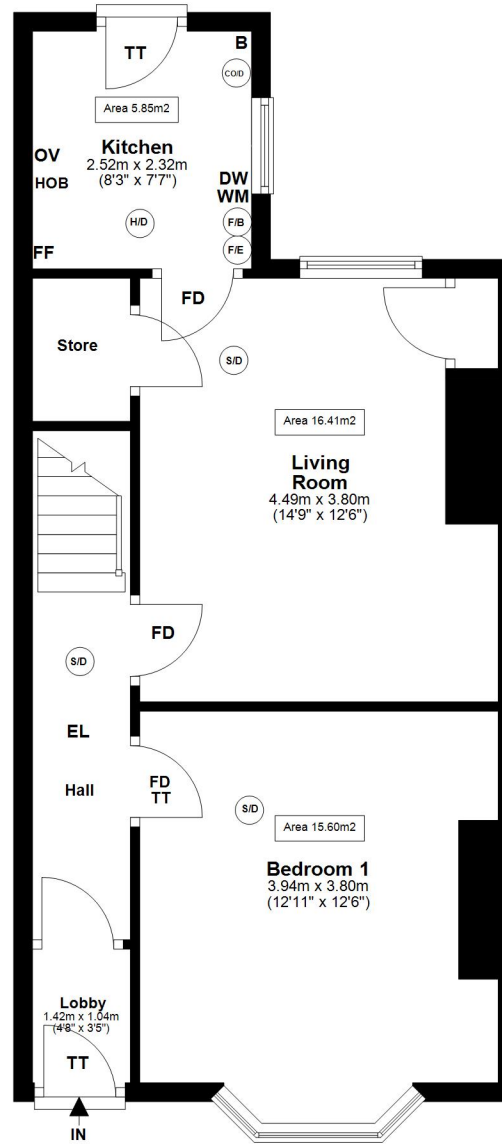 TT
B
CO/D
Area 5.85m2
Kitchen
2.52m x 2.32m
(8'3" x 7'7")
OV
HOB
DW
WM
H/D
F/B
F/E
FF
FD
Store
S/D
Area 16.41m2
Living
Room
4.49m x 3.80m
(14'9" x 12'6")
FD
S/D
EL
Hall
FD
TT
S/D
Area 15.60m2
Bedroom 1
3.94m x 3.80m
(12'11" x 12'6")
Lobby
1.42m x 1.04m
(4'8" x 3'5")
TT
IN